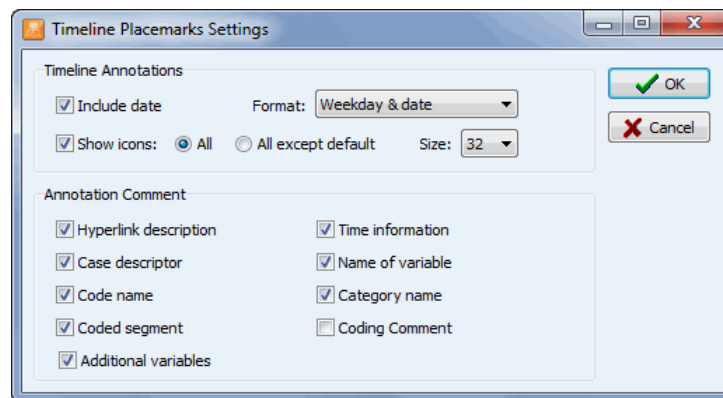 Timeline Placemarks Settings
Timeline Annotations
Include date Format: Weekday & date
Show icons: All All except default Size: 32
OK
Cancel
Annotation Comment
Hyperlink description Time information
Case descriptor Name of variable
Code name Category name
Coded segment Coding Comment
Additional variables